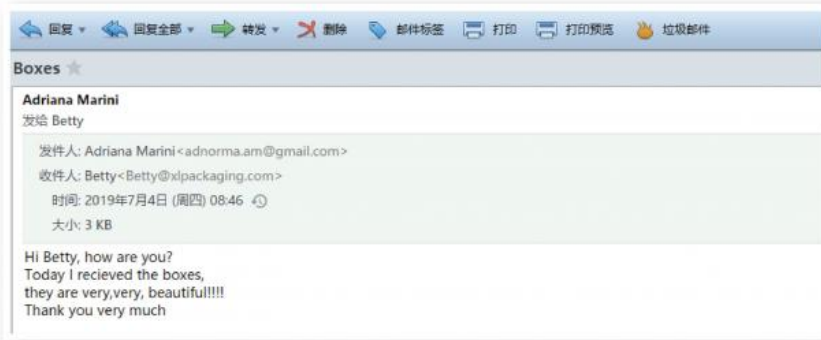 回复 回复全部 转发 删除 邮件标签 打印 打印预览 垃圾邮件
Boxes
Adriana Marini
发给 Betty
发件人: Adriana Marini<adnorma.am@gmail.com>
收件人: Betty<Betty@xlpackaging.com>
时间: 2019年7月4日 (周四) 08:46
大小: 3 KB
Hi Betty, how are you?
Today I recieved the boxes,
they are very,very, beautiful!!!!
Thank you very much